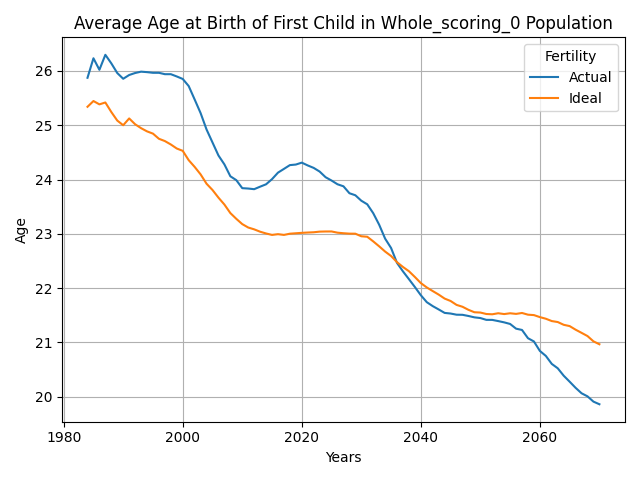 Average Age at Birth of First Child in Whole_scoring_0 Population
Fertility
Actual
Ideal
Age
26
25
24
23
22
21
20
1980
2000
2020
2040
2060
Years